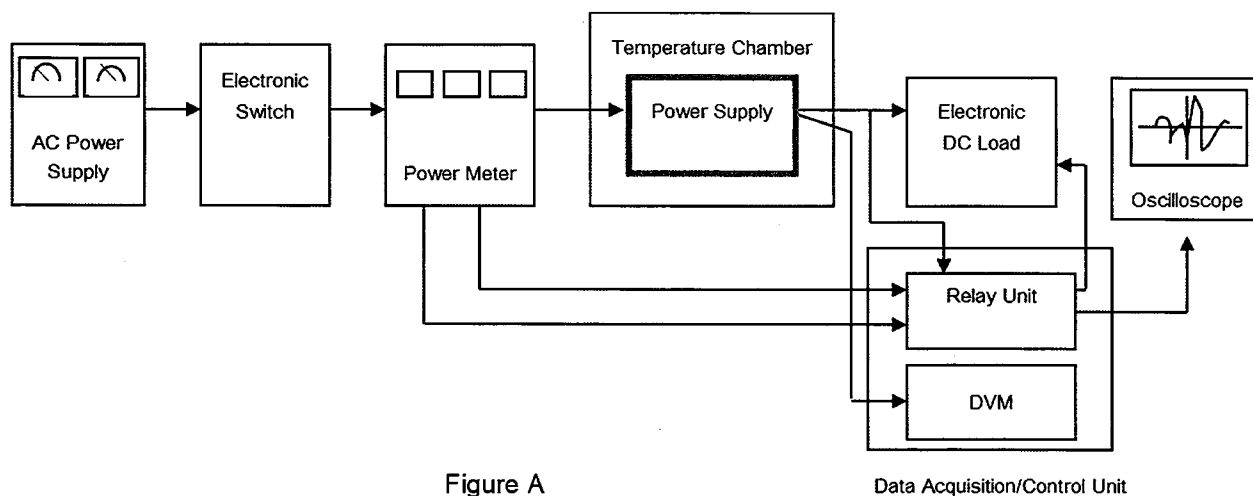 Temperature Chamber
Electronic
Switch
Power Supply
Electronic
DC Load
AC Power
Supply
Power Meter
Oscilloscope
Relay Unit
DVM
Figure A
Data Acquisition/Control Unit